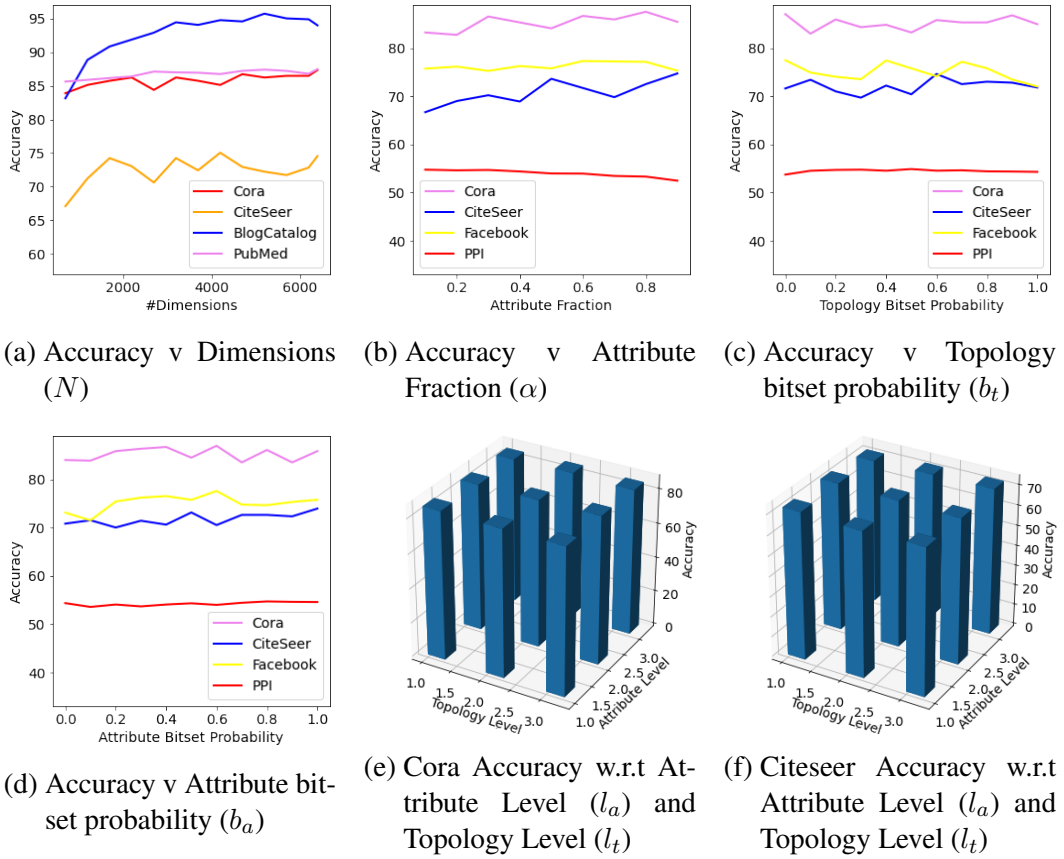 95
90
85
80
75
70
65
60
Accuracy
2000
4000
6000
#Dimensions
Cora
CiteSeer
BlogCatalog
PubMed
(a) Accuracy v Dimensions
(N)
80
70
60
50
40
Accuracy
0.2
0.4
0.6
0.8
Attribute Fraction
Cora
CiteSeer
Facebook
PPI
(b) Accuracy v Attribute
Fraction (α)
80
70
60
50
40
Accuracy
0.0
0.2
0.4
0.6
0.8
1.0
Topology Bitset Probability
Cora
CiteSeer
Facebook
PPI
(c) Accuracy v Topology
bitset probability (b_t)
80
70
60
50
40
Accuracy
0.0
0.2
0.4
0.6
0.8
1.0
Attribute Bitset Probability
Cora
CiteSeer
Facebook
PPI
(d) Accuracy v Attribute bit-
set probability (b_a)
80
60
40
20
0
Accuracy
1.0
1.5
2.0
2.5
3.0
Topology Level
1.0
1.5
2.0
2.5
3.0
Attribute Level
(e) Cora Accuracy w.r.t At-
tribute Level (l_a) and
Topology Level (l_t)
70
60
50
40
30
20
10
0
Accuracy
1.0
1.5
2.0
2.5
3.0
Topology Level
1.0
1.5
2.0
2.5
3.0
Attribute Level
(f) Citeseer Accuracy w.r.t
Attribute Level (l_a) and
Topology Level (l_t)